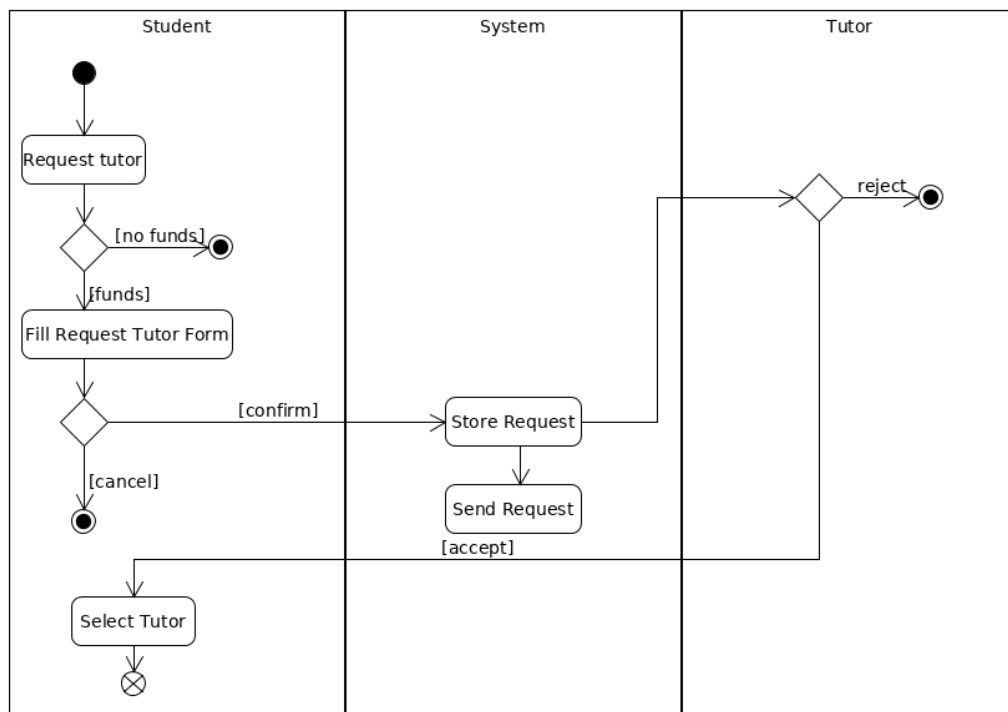 Student
System
Tutor
Request tutor
reject
[no funds]
[funds]
Fill Request Tutor Form
[confirm]
Store Request
[cancel]
Send Request
[accept]
Select Tutor